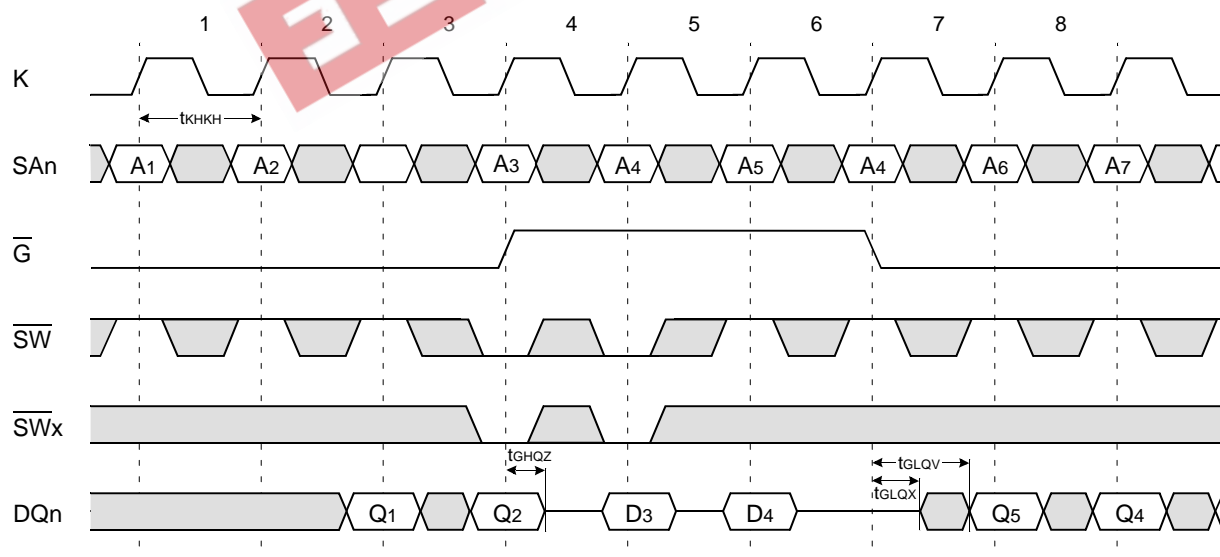 1 2 3 4 5 6 7 8
K
tKHKH
SAn A1 A2 A3 A4 A5 A4 A6 A7
G
SW
SWx
tGHQZ tGLQV
tGLQX
DQn Q1 Q2 D3 D4 Q5 Q4